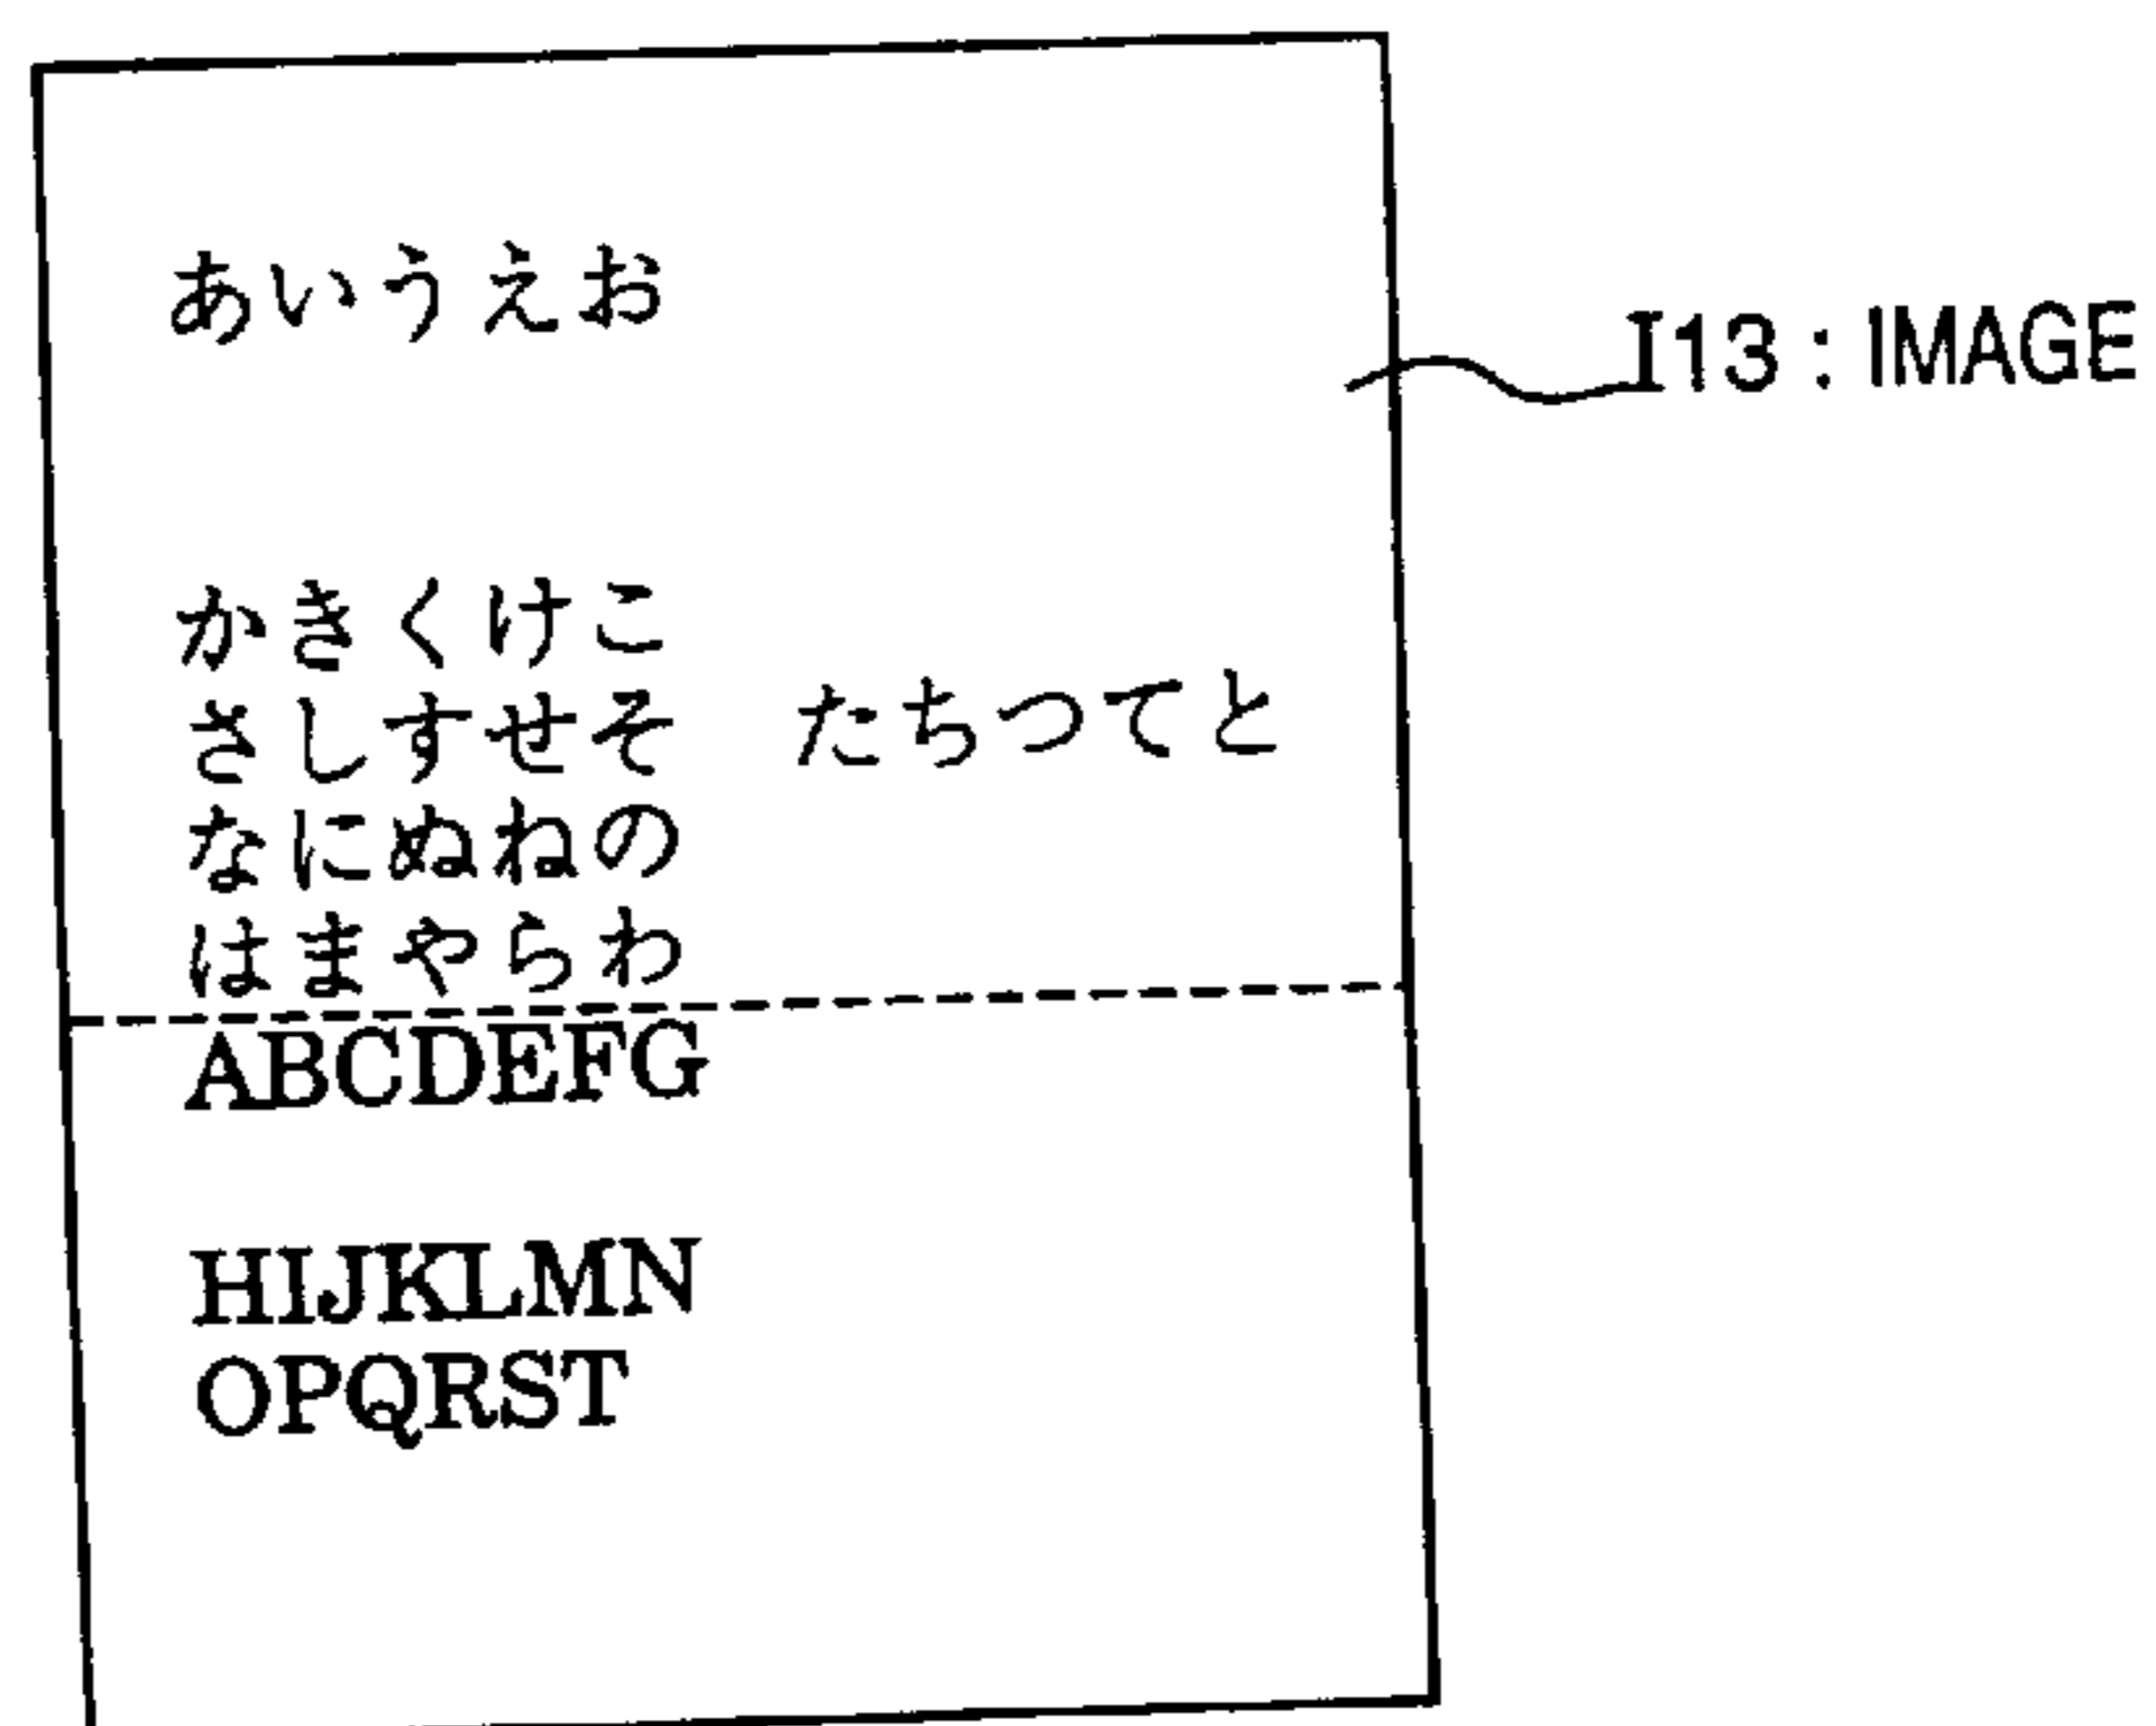 あいうえお
I13 : IMAGE
かきくけこ
さしすせそ　たちつてと
なにぬねの
はまやらわ
ABCDEFG
HIJKLMN
OPQRST